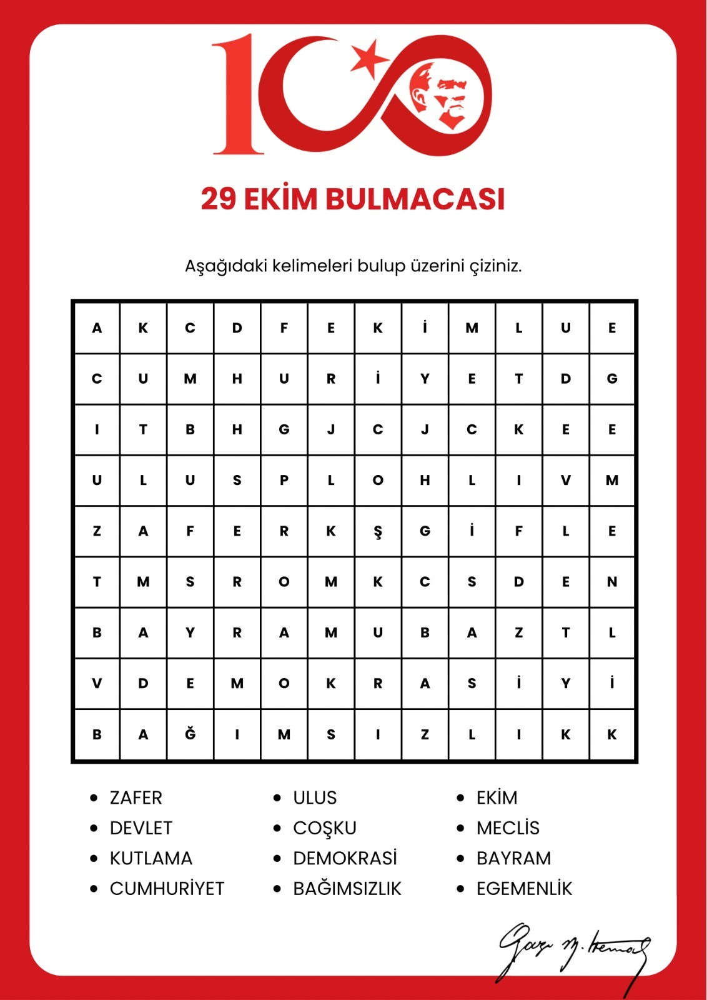 100
29 EKİM BULMACASI
Aşağıdaki kelimeleri bulup üzerini çiziniz.
A K C D F E K İ M L U E
C U M H U R İ Y E T D G
I T B H G J C J C K E E
U L U S P L O H L I V M
Z A F E R K Ş G İ F L E
T M S R O M K C S D E N
B A Y R A M U B A Z T L
V D E M O K R A S İ Y İ
B A Ğ I M S I Z L I K K
• ZAFER • ULUS • EKİM
• DEVLET • COŞKU • MECLİS
• KUTLAMA • DEMOKRASİ • BAYRAM
• CUMHURİYET • BAĞIMSIZLIK • EGEMENLİK
Gazi M. Kemal